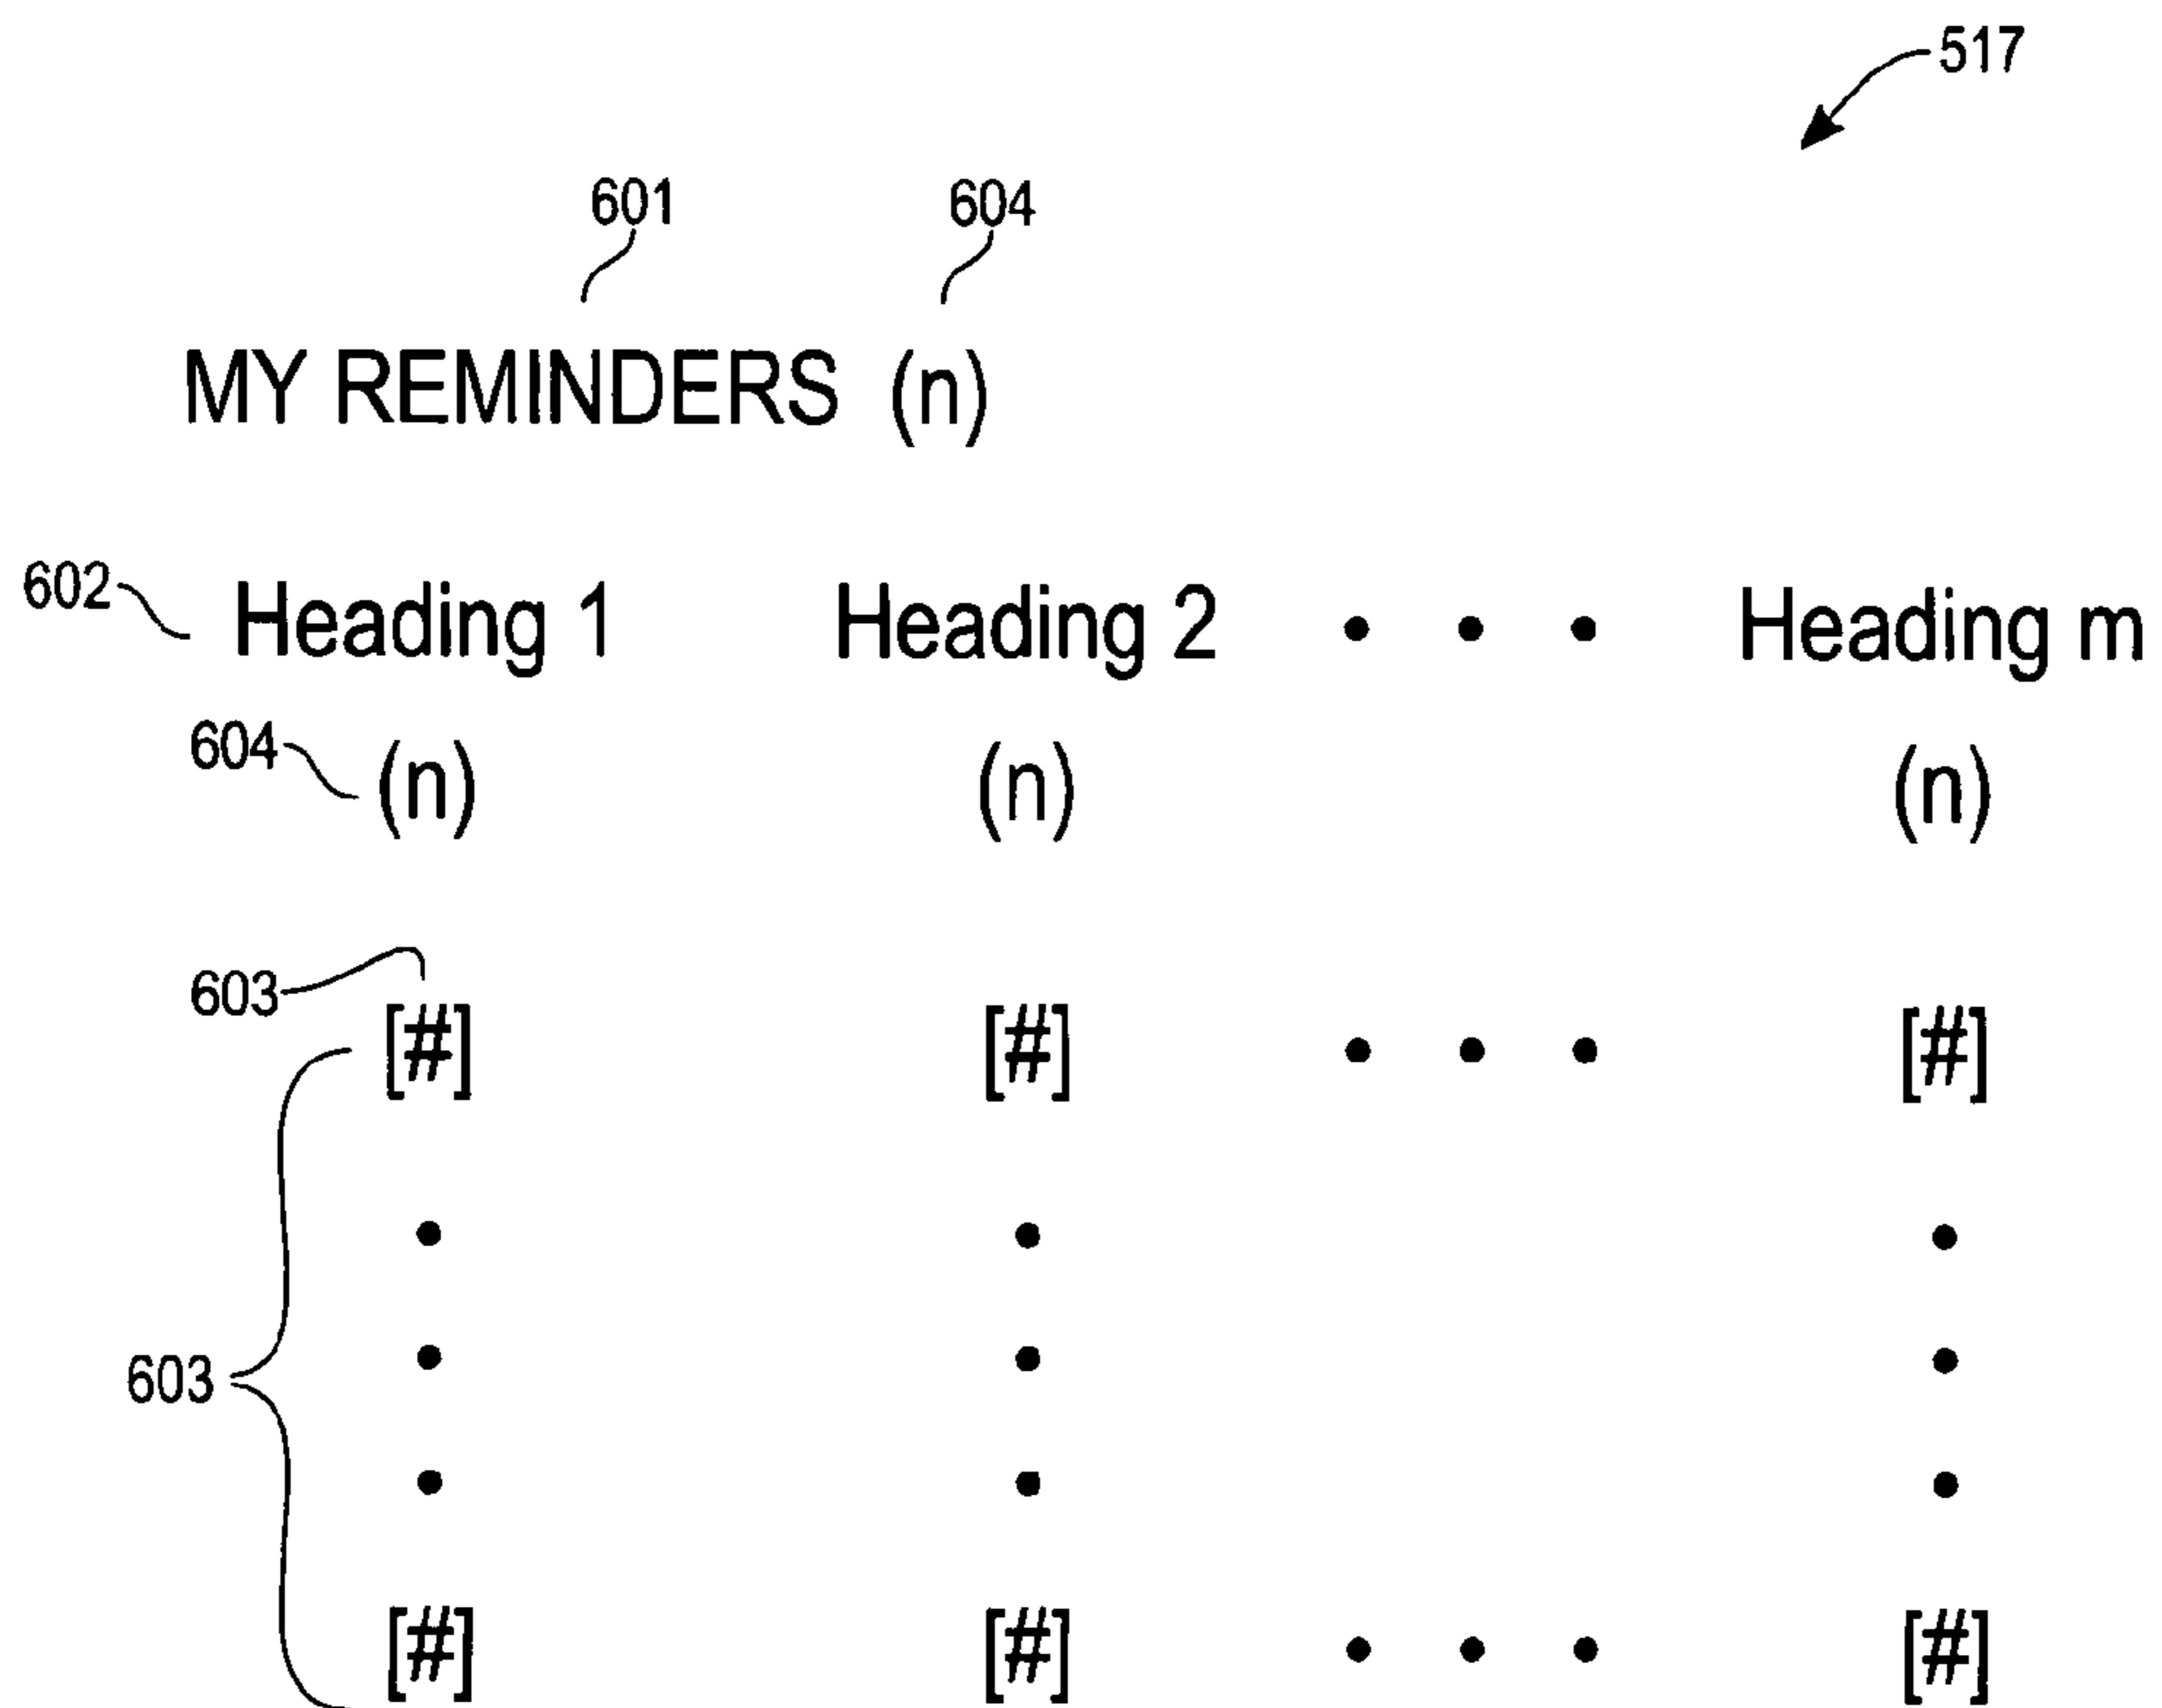 517
601 604
MY REMINDERS (n)
602 Heading 1 Heading 2 • • • Heading m
604 (n) (n) (n)
603
[#] [#] • • • [#]
• • •
• • •
603
• • •
[#] [#] • • • [#]